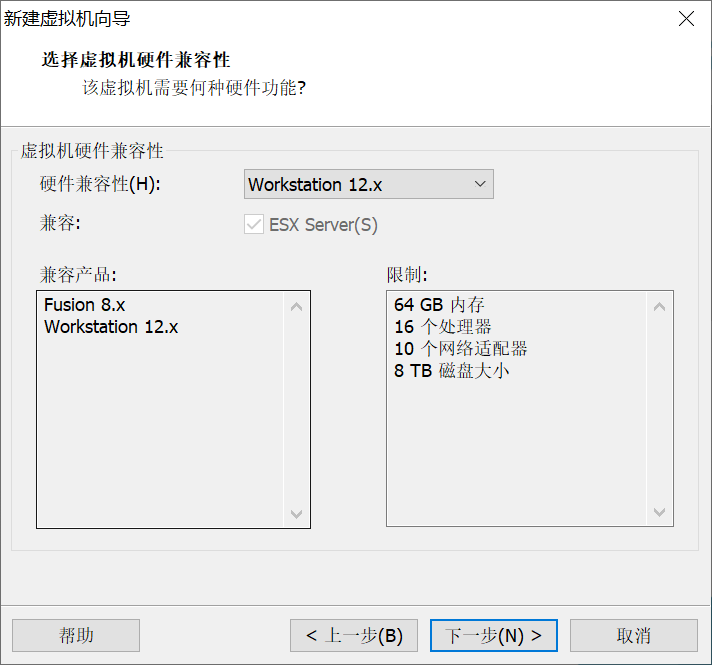 新建虚拟机向导
选择虚拟机硬件兼容性
该虚拟机需要何种硬件功能?
虚拟机硬件兼容性
硬件兼容性(H):
Workstation 12.x
兼容:
ESX Server(S)
兼容产品:
限制:
Fusion 8.x
Workstation 12.x
64 GB 内存
16 个处理器
10 个网络适配器
8 TB 磁盘大小
帮助
< 上一步(B)
下一步(N) >
取消